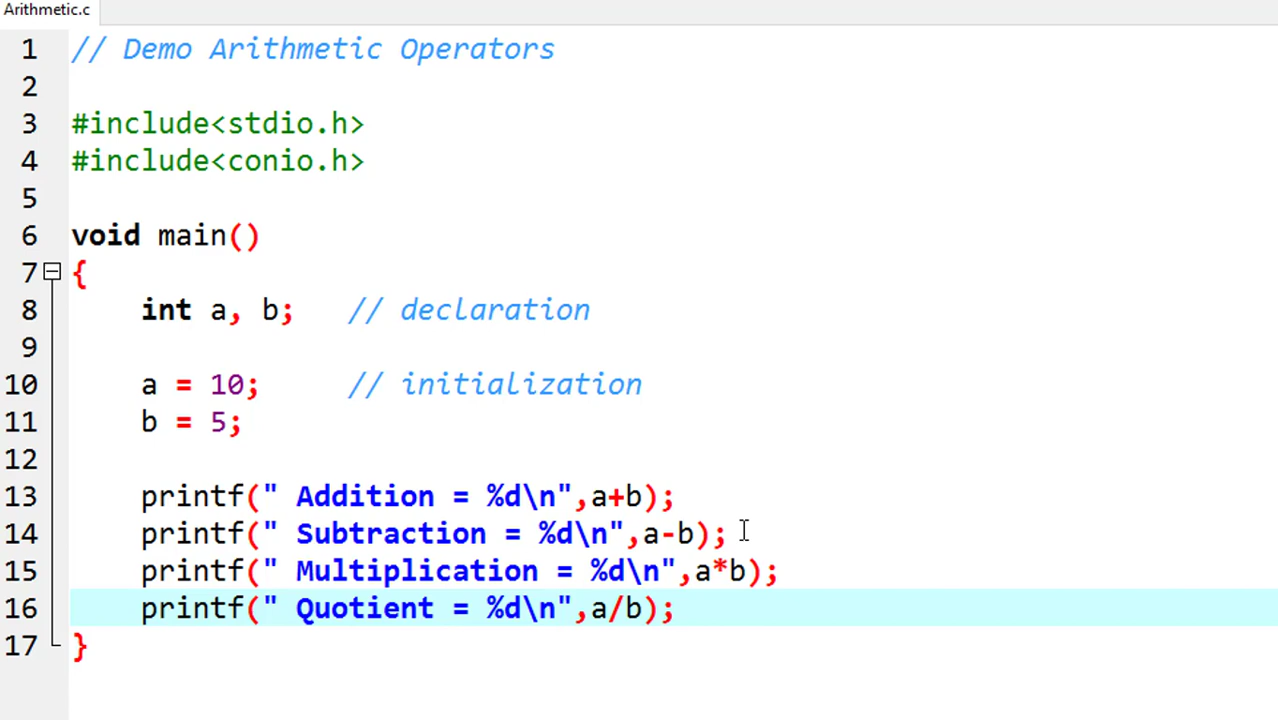 Arithmetic.c
1 // Demo Arithmetic Operators
2
3 #include<stdio.h>
4 #include<conio.h>
5
6 void main()
7 {
8 int a, b; // declaration
9
10 a = 10; // initialization
11 b = 5;
12
13 printf(" Addition = %d\n",a+b);
14 printf(" Subtraction = %d\n",a-b);
15 printf(" Multiplication = %d\n",a*b);
16 printf(" Quotient = %d\n",a/b);
17 }